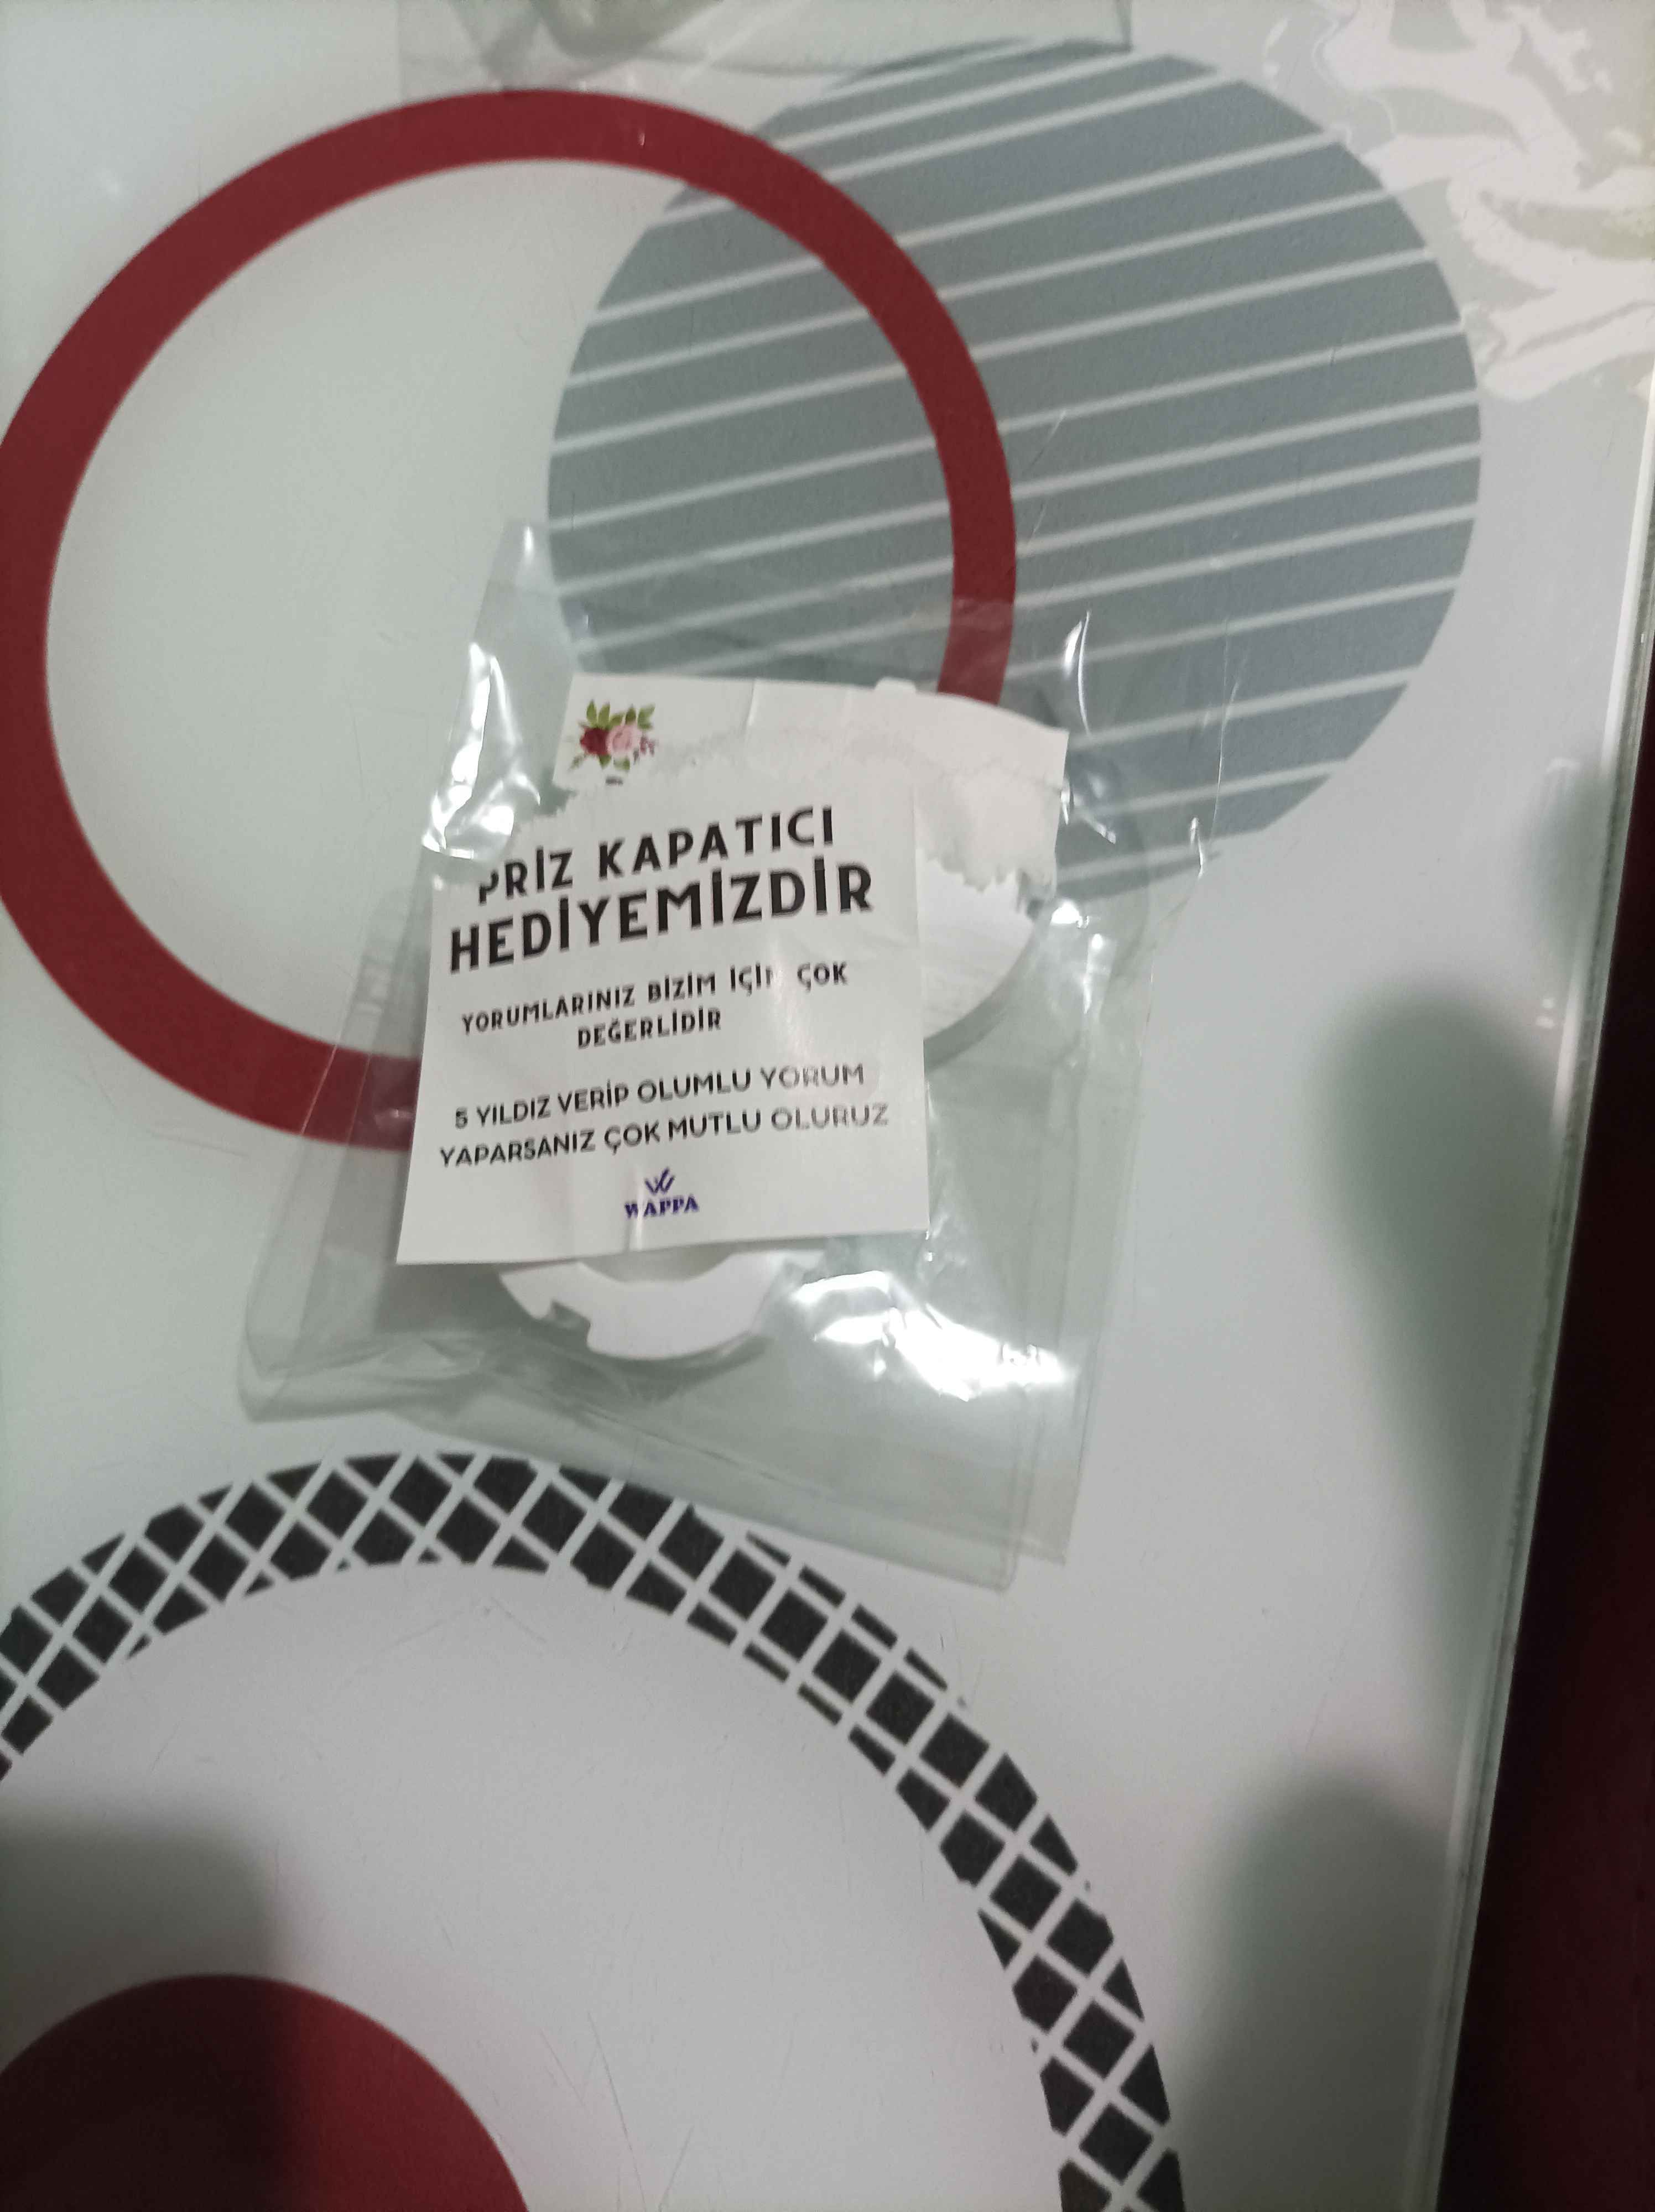 PRİZ KAPATICI
HEDİYEMİZDİR
YORUMLARINIZ BİZİM İÇİN ÇOK
DEĞERLİDİR
5 YILDIZ VERİP OLUMLU YORUM
YAPARSANIZ ÇOK MUTLU OLURUZ
WAPPA